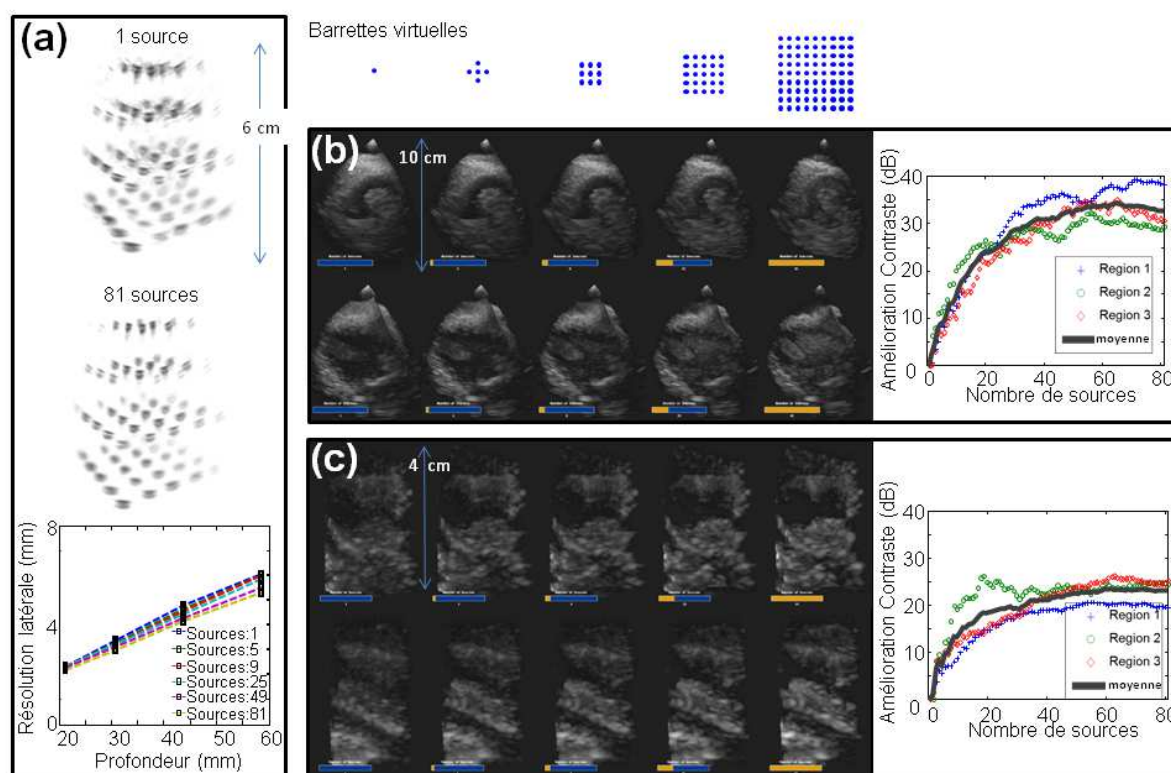 (a)
1 source
6 cm
81 sources
Résolution latérale (mm)
8
4
0
Sources:1
Sources:5
Sources:9
Sources:25
Sources:49
Sources:81
20 30 40 50 60
Profondeur (mm)
Barrettes virtuelles
(b)
10 cm
Amélioration Contraste (dB)
40
30
20
10
0
Region 1
Region 2
Region 3
moyenne
0 20 40 60 80
Nombre de sources
(c)
4 cm
Amélioration Contraste (dB)
40
30
20
10
0
Region 1
Region 2
Region 3
moyenne
0 20 40 60 80
Nombre de sources